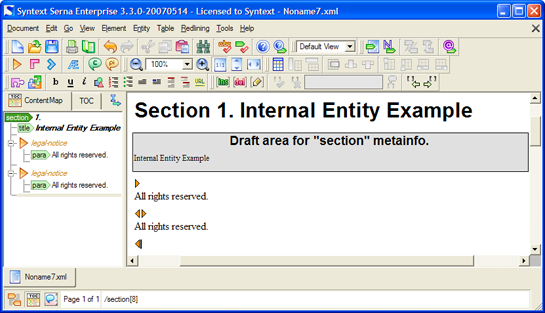 Syntext Serna Enterprise 3.3.0-20070514 - Licensed to Syntext - Noname7.xml
Document Edit Go View Element Entity Table Redlining Tools Help
Default View
100%
b u i URL
ContentMap TOC
section 1.
title Internal Entity Example
legal-notice
para All rights reserved.
legal-notice
para All rights reserved.
Section 1. Internal Entity Example
Draft area for "section" metainfo.
Internal Entity Example
All rights reserved.
All rights reserved.
Noname7.xml
TOC
Page 1 of 1 /section[8]